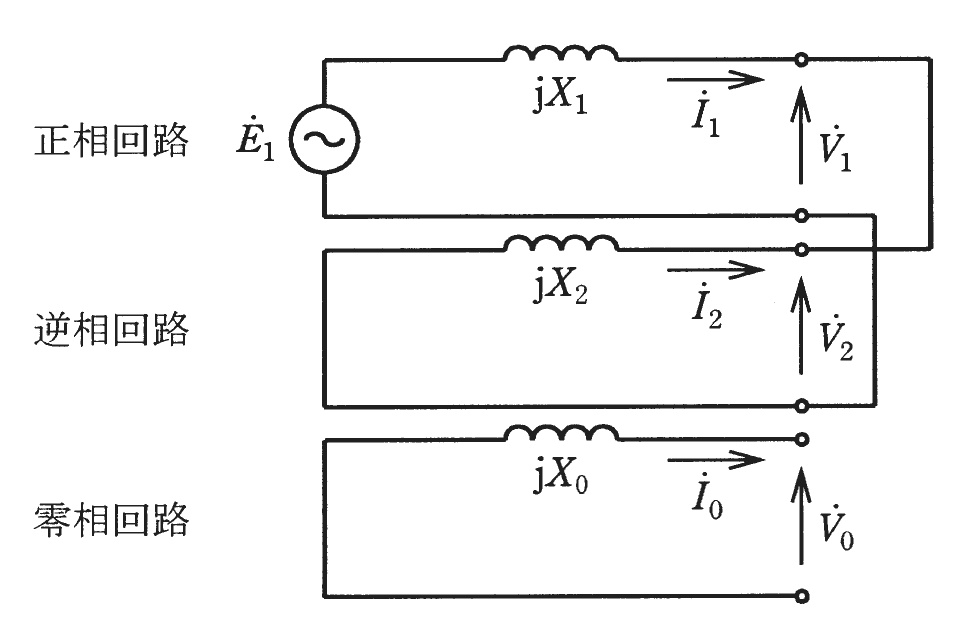 jX₁
İ₁
正相回路 Ė₁ V̇₁
jX₂
İ₂
逆相回路 V̇₂
jX₀
İ₀
零相回路 V̇₀